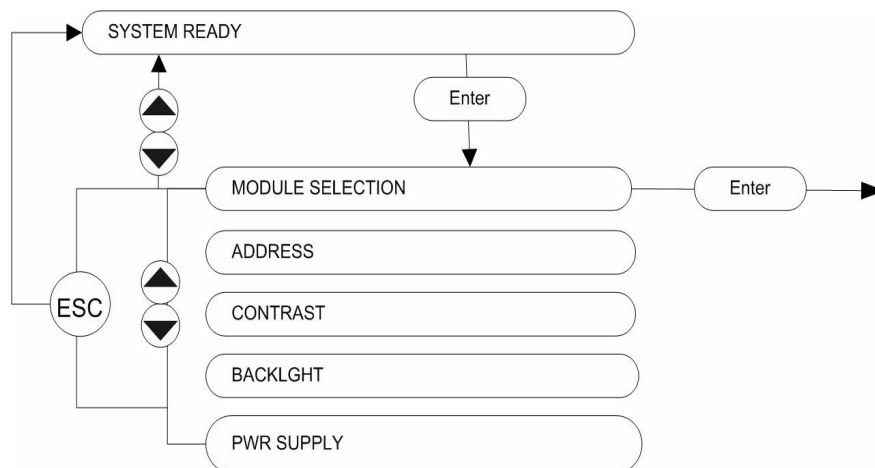 SYSTEM READY
Enter
MODULE SELECTION
Enter
ADDRESS
ESC
CONTRAST
BACKLGHT
PWR SUPPLY